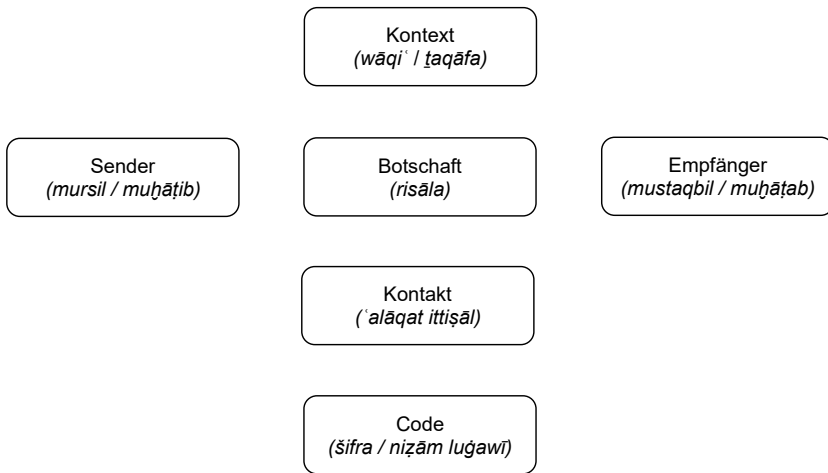 Kontext
(wāqiʿ / ṯaqāfa)
Sender
(mursil / muḫāṭib)
Botschaft
(risāla)
Empfänger
(mustaqbil / muḫāṭab)
Kontakt
(ʿalāqat ittiṣāl)
Code
(šifra / niẓām luġawī)